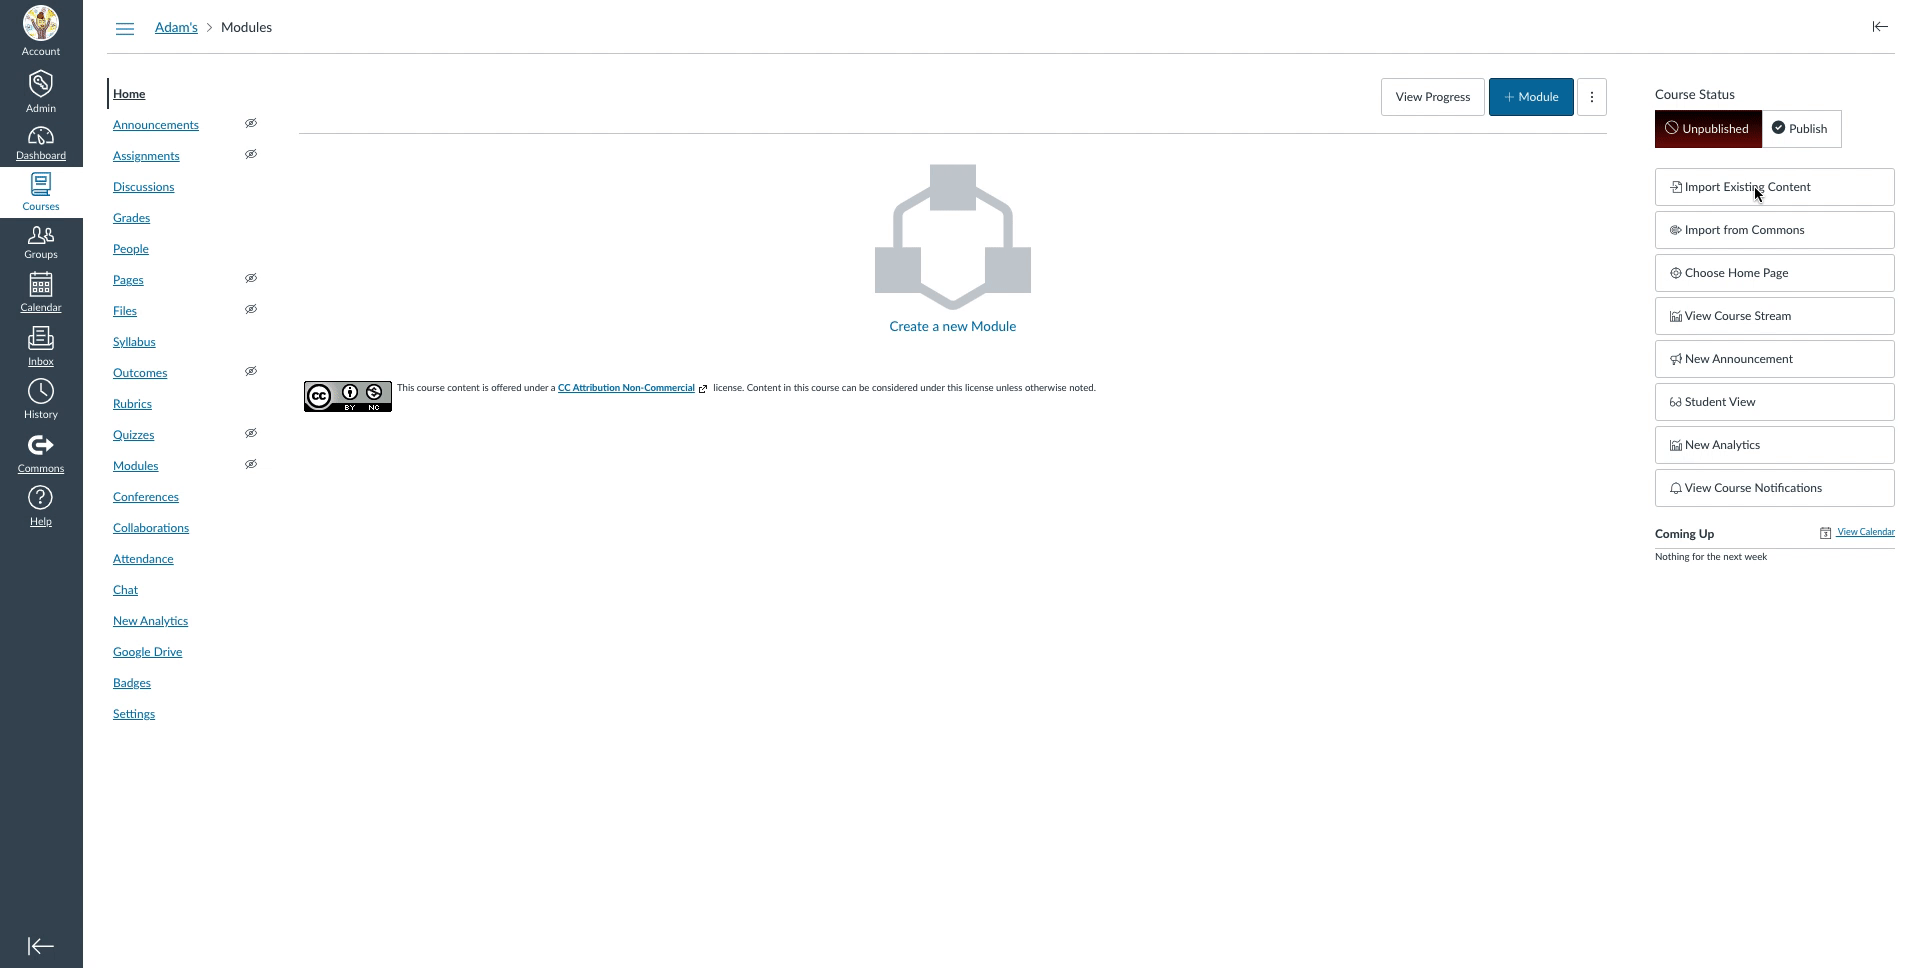 Account
Admin
Dashboard
Courses
Groups
Calendar
Inbox
History
Commons
Help
Adam's > Modules
Home
Announcements
Assignments
Discussions
Grades
People
Pages
Files
Syllabus
Outcomes
Rubrics
Quizzes
Modules
Conferences
Collaborations
Attendance
Chat
New Analytics
Google Drive
Badges
Settings
View Progress
+ Module
Create a new Module
CC BY NC
This course content is offered under a CC Attribution Non-Commercial license. Content in this course can be considered under this license unless otherwise noted.
Course Status
Unpublished Publish
Import Existing Content
Import from Commons
Choose Home Page
View Course Stream
New Announcement
Student View
New Analytics
View Course Notifications
Coming Up View Calendar
Nothing for the next week